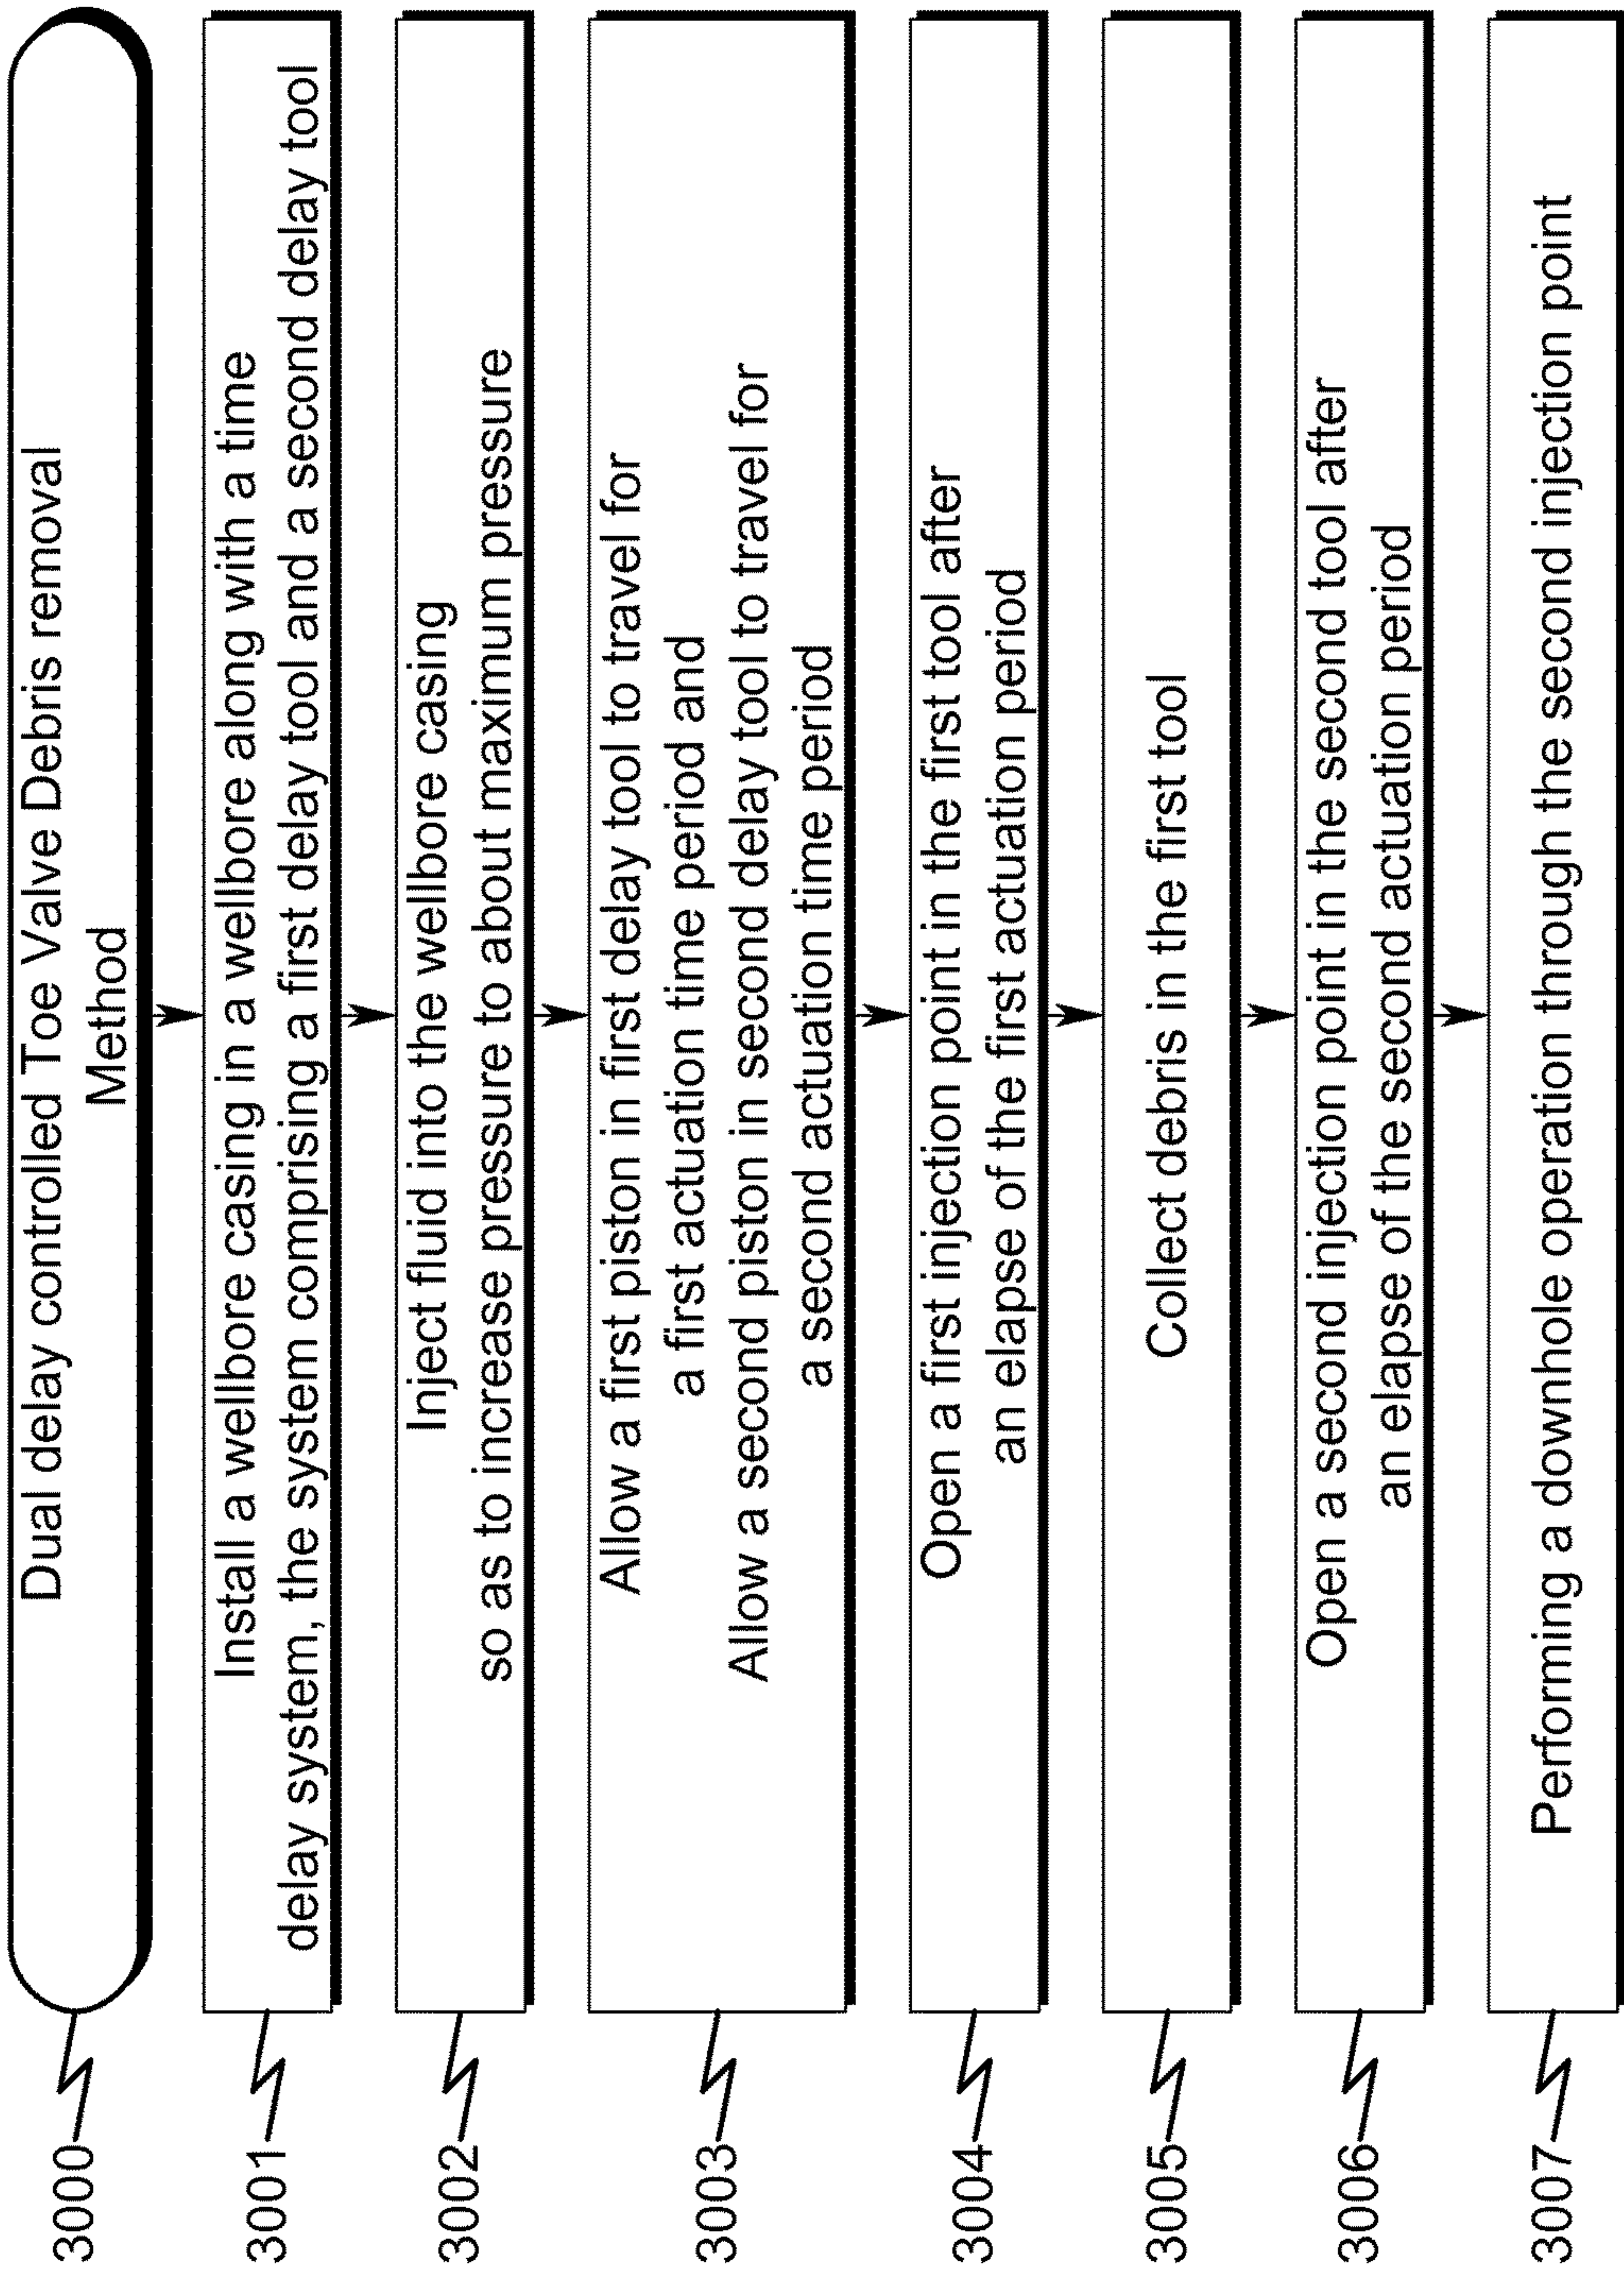 Dual delay controlled Toe Valve Debris removal
Method
3000
Install a wellbore casing in a wellbore along with a time
delay system, the system comprising a first delay tool and a second delay tool
3001
Inject fluid into the wellbore casing
so as to increase pressure to about maximum pressure
3002
Allow a first piston in first delay tool to travel for
a first actuation time period and
Allow a second piston in second delay tool to travel for
a second actuation time period
3003
Open a first injection point in the first tool after
an elapse of the first actuation period
3004
Collect debris in the first tool
3005
Open a second injection point in the second tool after
an elapse of the second actuation period
3006
Performing a downhole operation through the second injection point
3007